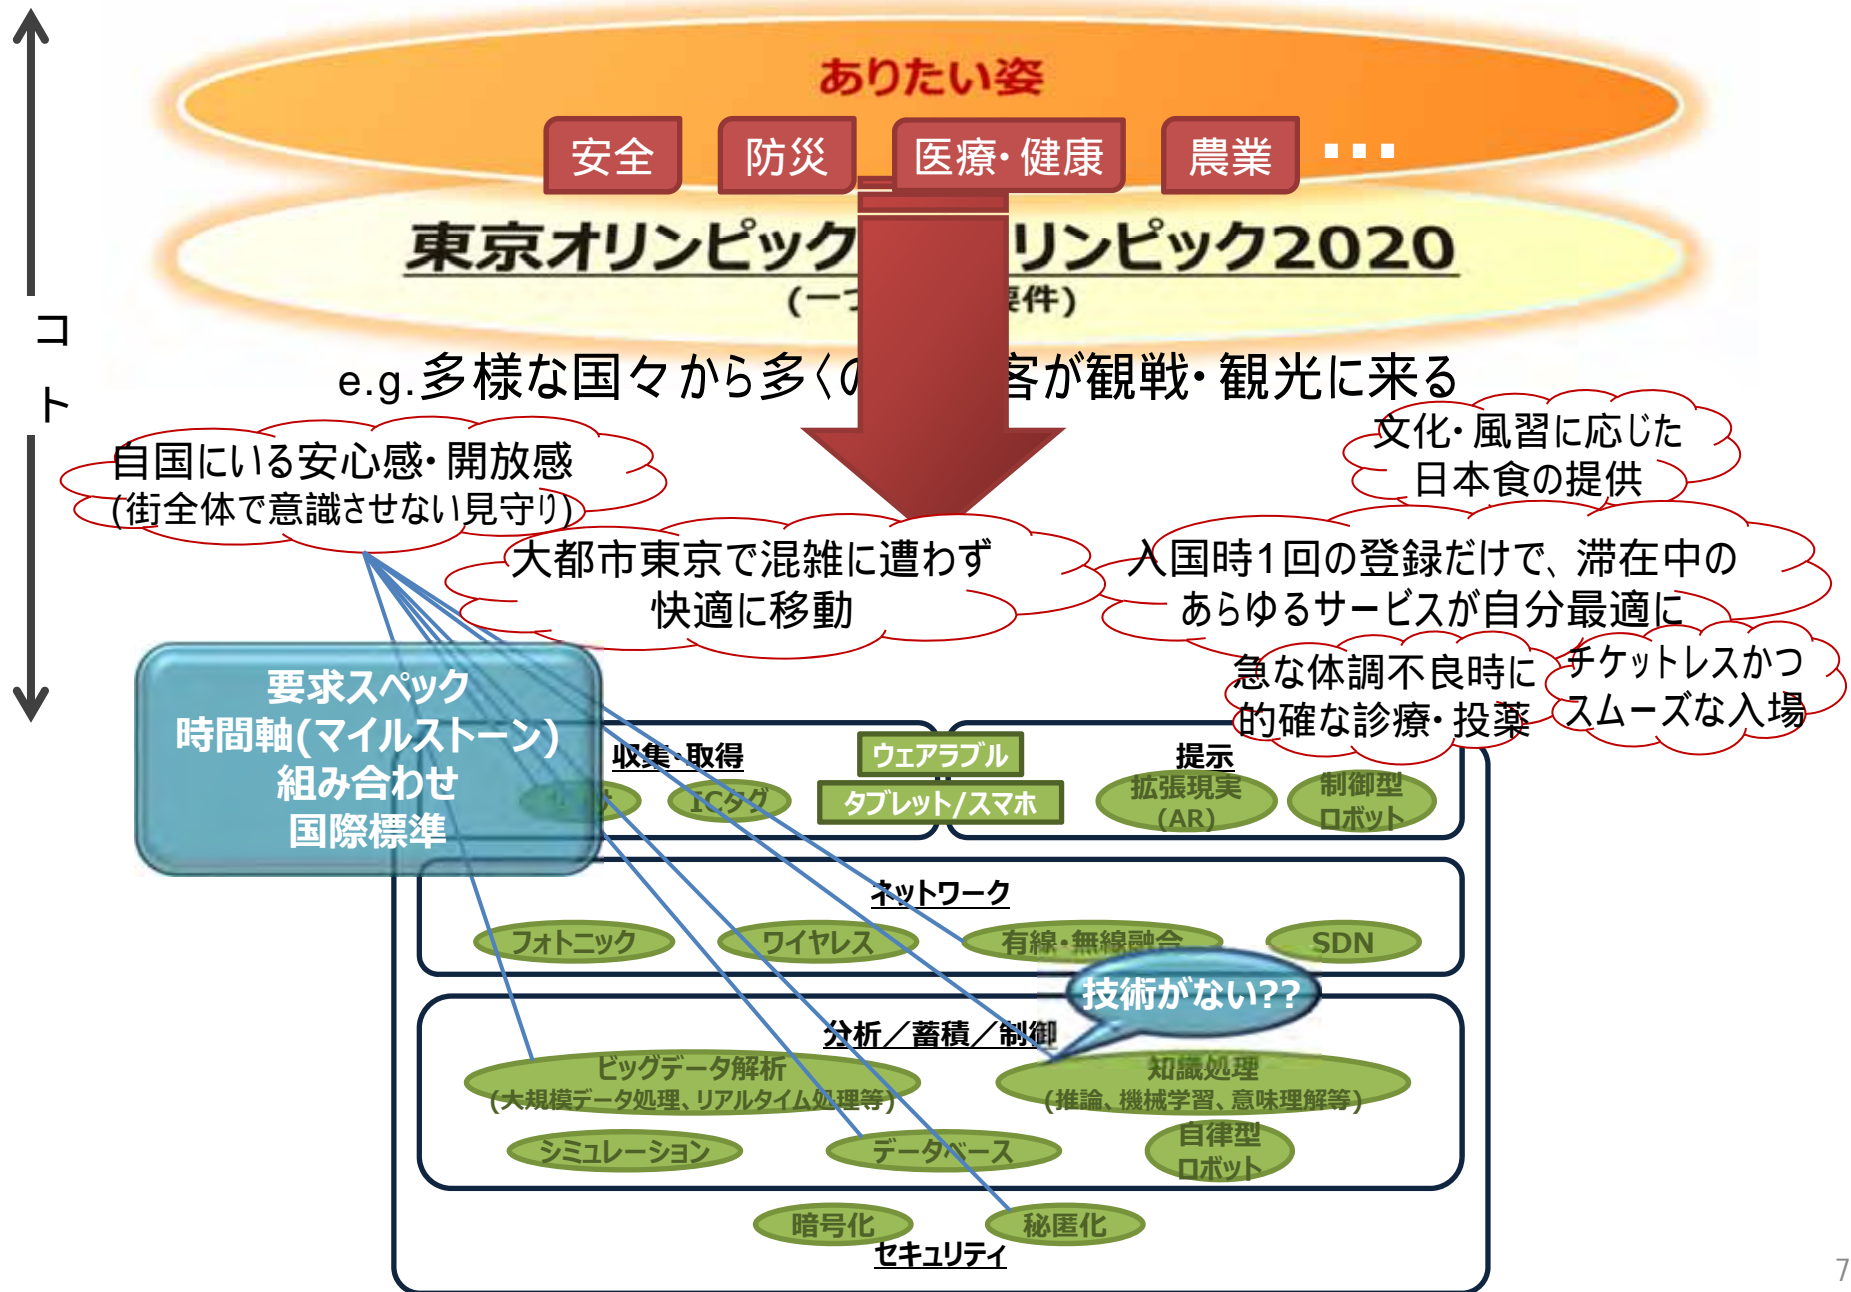 ありたい姿
安全
防災
医療・健康
農業
…
東京オリンピック
リンピック2020
(一つ
要件)
コト
e.g.多様な国々から多くの
客が観戦・観光に来る
自国にいる安心感・開放感
(街全体で意識させない見守り)
文化・風習に応じた
日本食の提供
大都市東京で混雑に遭わず
快適に移動
入国時1回の登録だけで、滞在中の
あらゆるサービスが自分最適に
急な体調不良時に
的確な診療・投薬
チケットレスかつ
スムーズな入場
要求スペック
時間軸(マイルストーン)
組み合わせ
国際標準
収集・取得
ウェアラブル
提示
ICタグ
タブレット/スマホ
拡張現実
(AR)
制御型
ロボット
ネットワーク
フォトニック
ワイヤレス
有線・無線融合
SDN
技術がない??
分析／蓄積／制御
ビッグデータ解析
(大規模データ処理、リアルタイム処理等)
知識処理
(推論、機械学習、意味理解等)
シミュレーション
データベース
自律型
ロボット
暗号化
秘匿化
セキュリティ
7